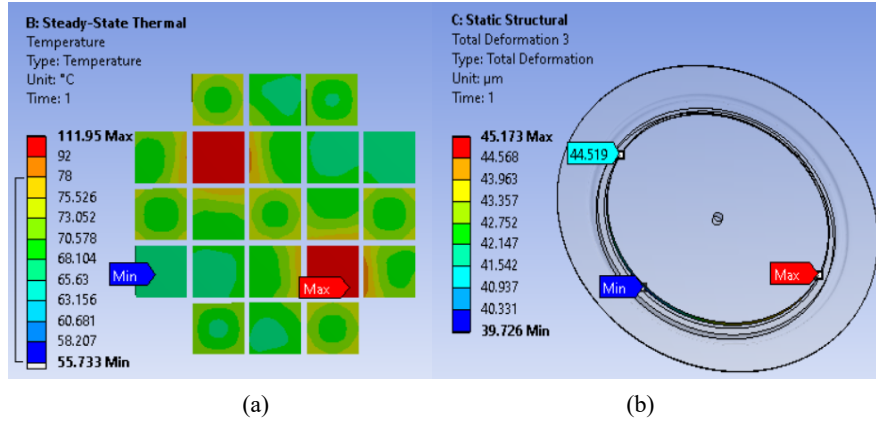 B: Steady-State Thermal
Temperature
Type: Temperature
Unit: °C
Time: 1
111.95 Max
92
78
75.526
73.052
70.578
68.104
65.63
63.156
60.681
58.207
55.733 Min
Min
Max
C: Static Structural
Total Deformation 3
Type: Total Deformation
Unit: µm
Time: 1
45.173 Max
44.568
43.963
43.357
42.752
42.147
41.542
40.937
40.331
39.726 Min
44.519
Min
Max
(a)
(b)